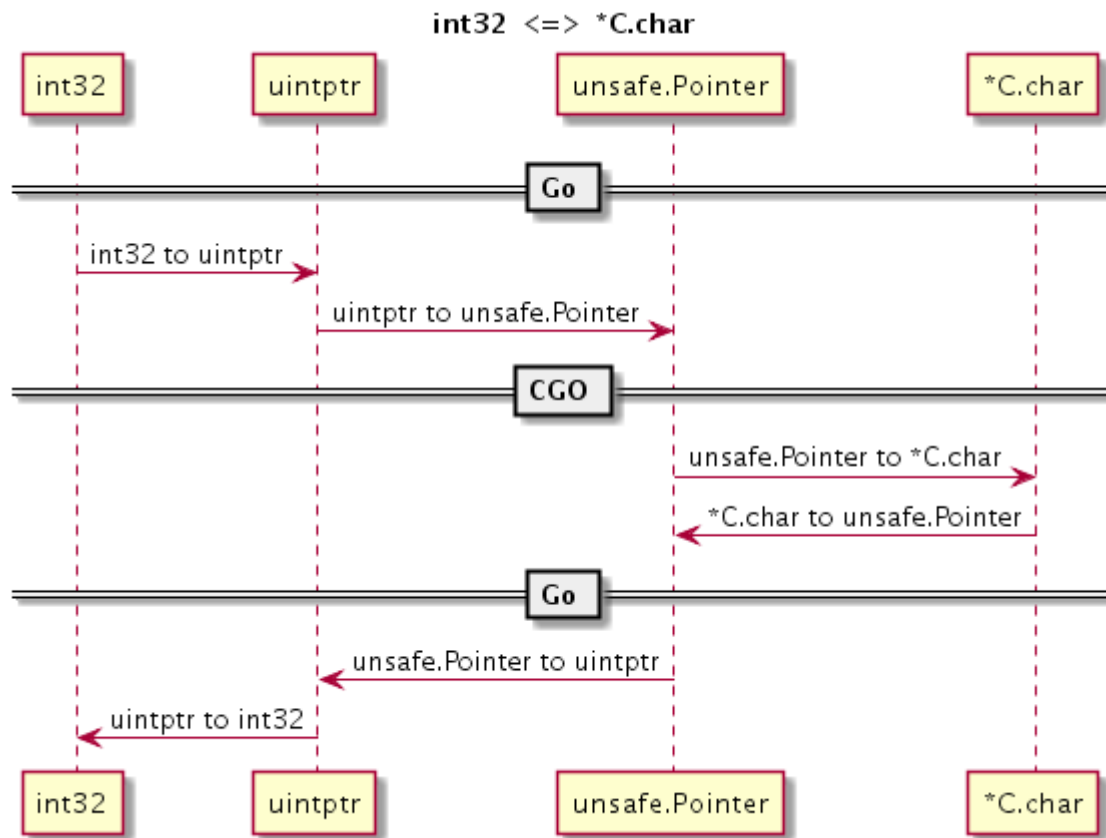 int32 <=> *C.char
int32 uintptr unsafe.Pointer *C.char
Go
int32 to uintptr
uintptr to unsafe.Pointer
CGO
unsafe.Pointer to *C.char
*C.char to unsafe.Pointer
Go
unsafe.Pointer to uintptr
uintptr to int32
int32 uintptr unsafe.Pointer *C.char